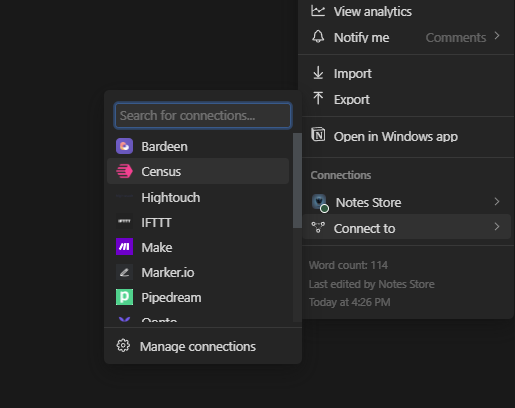 View analytics
Notify me Comments
Import
Export
Open in Windows app
Connections
Notes Store
Connect to
Word count: 114
Last edited by Notes Store
Today at 4:26 PM
Search for connections...
Bardeen
Census
Hightouch
IFTTT
Make
Marker.io
Pipedream
Manage connections